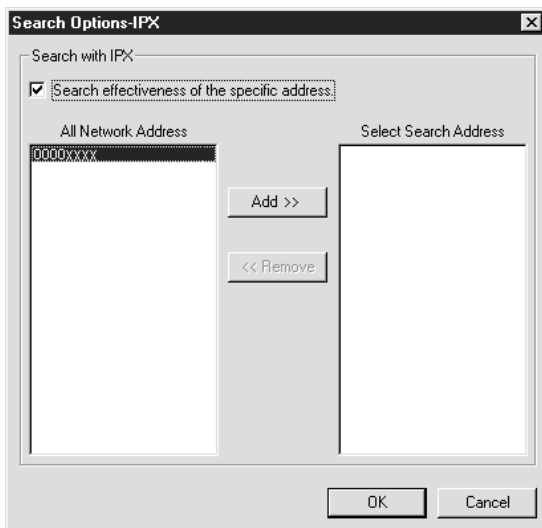 Search Options-IPX
Search with IPX
Search effectiveness of the specific address.
All Network Address
Select Search Address
0000xxxx
Add >>
<< Remove
OK
Cancel